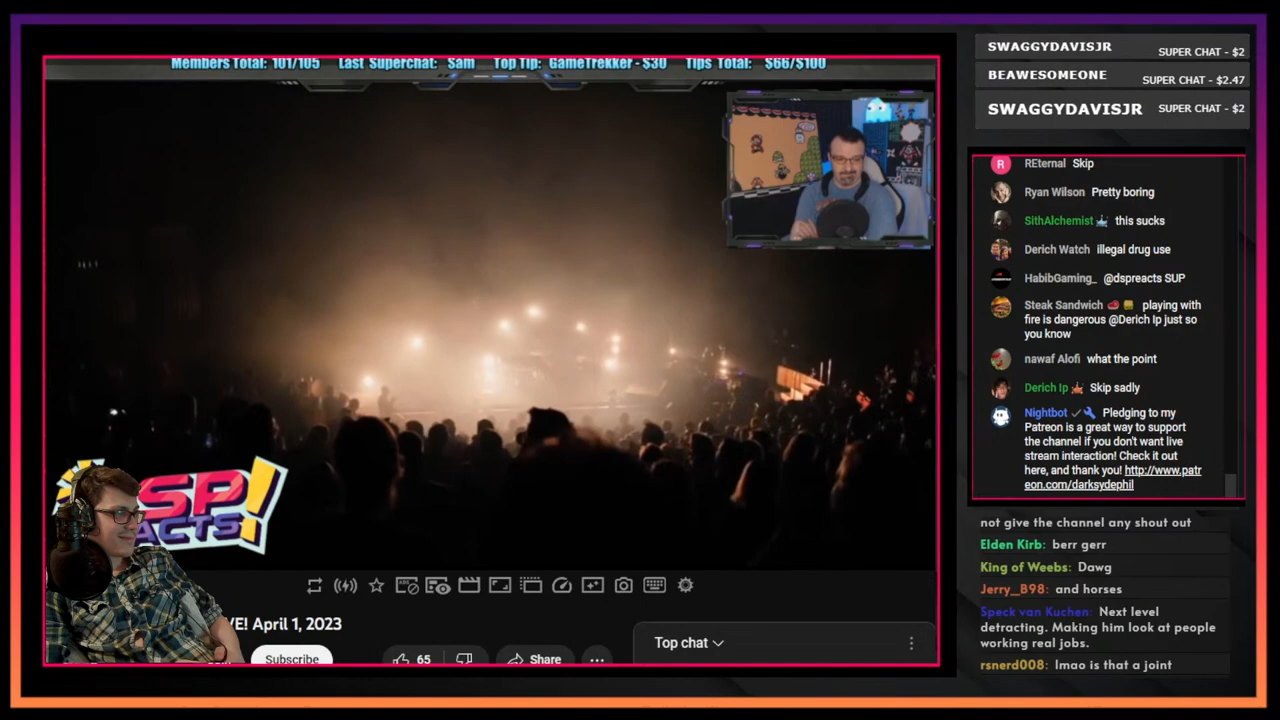 Members Total: 101/105 Last Superchat: Sam Top Tip: GameTrekker - $30 Tips Total: $66/$100
SP!
ACTS!
VE! April 1, 2023
Subscribe
65
Share
Top chat
SWAGGYDAVISJR SUPER CHAT - $2
BEAWESOMEONE SUPER CHAT - $2.47
SWAGGYDAVISJR SUPER CHAT - $2
R REternal Skip
Ryan Wilson Pretty boring
SithAlchemist this sucks
Derich Watch illegal drug use
HabibGaming_ @dspreacts SUP
Steak Sandwich playing with
fire is dangerous @Derich Ip just so
you know
nawaf Alofi what the point
Derich Ip Skip sadly
Nightbot Pledging to my
Patreon is a great way to support
the channel if you don't want live
stream interaction! Check it out
here, and thank you! http://www.patr
eon.com/darksydephil
not give the channel any shout out
Elden Kirb: berr gerr
King of Weebs: Dawg
Jerry_B98: and horses
Speck van Kuchen: Next level
detracting. Making him look at people
working real jobs.
rsnerd008: lmao is that a joint